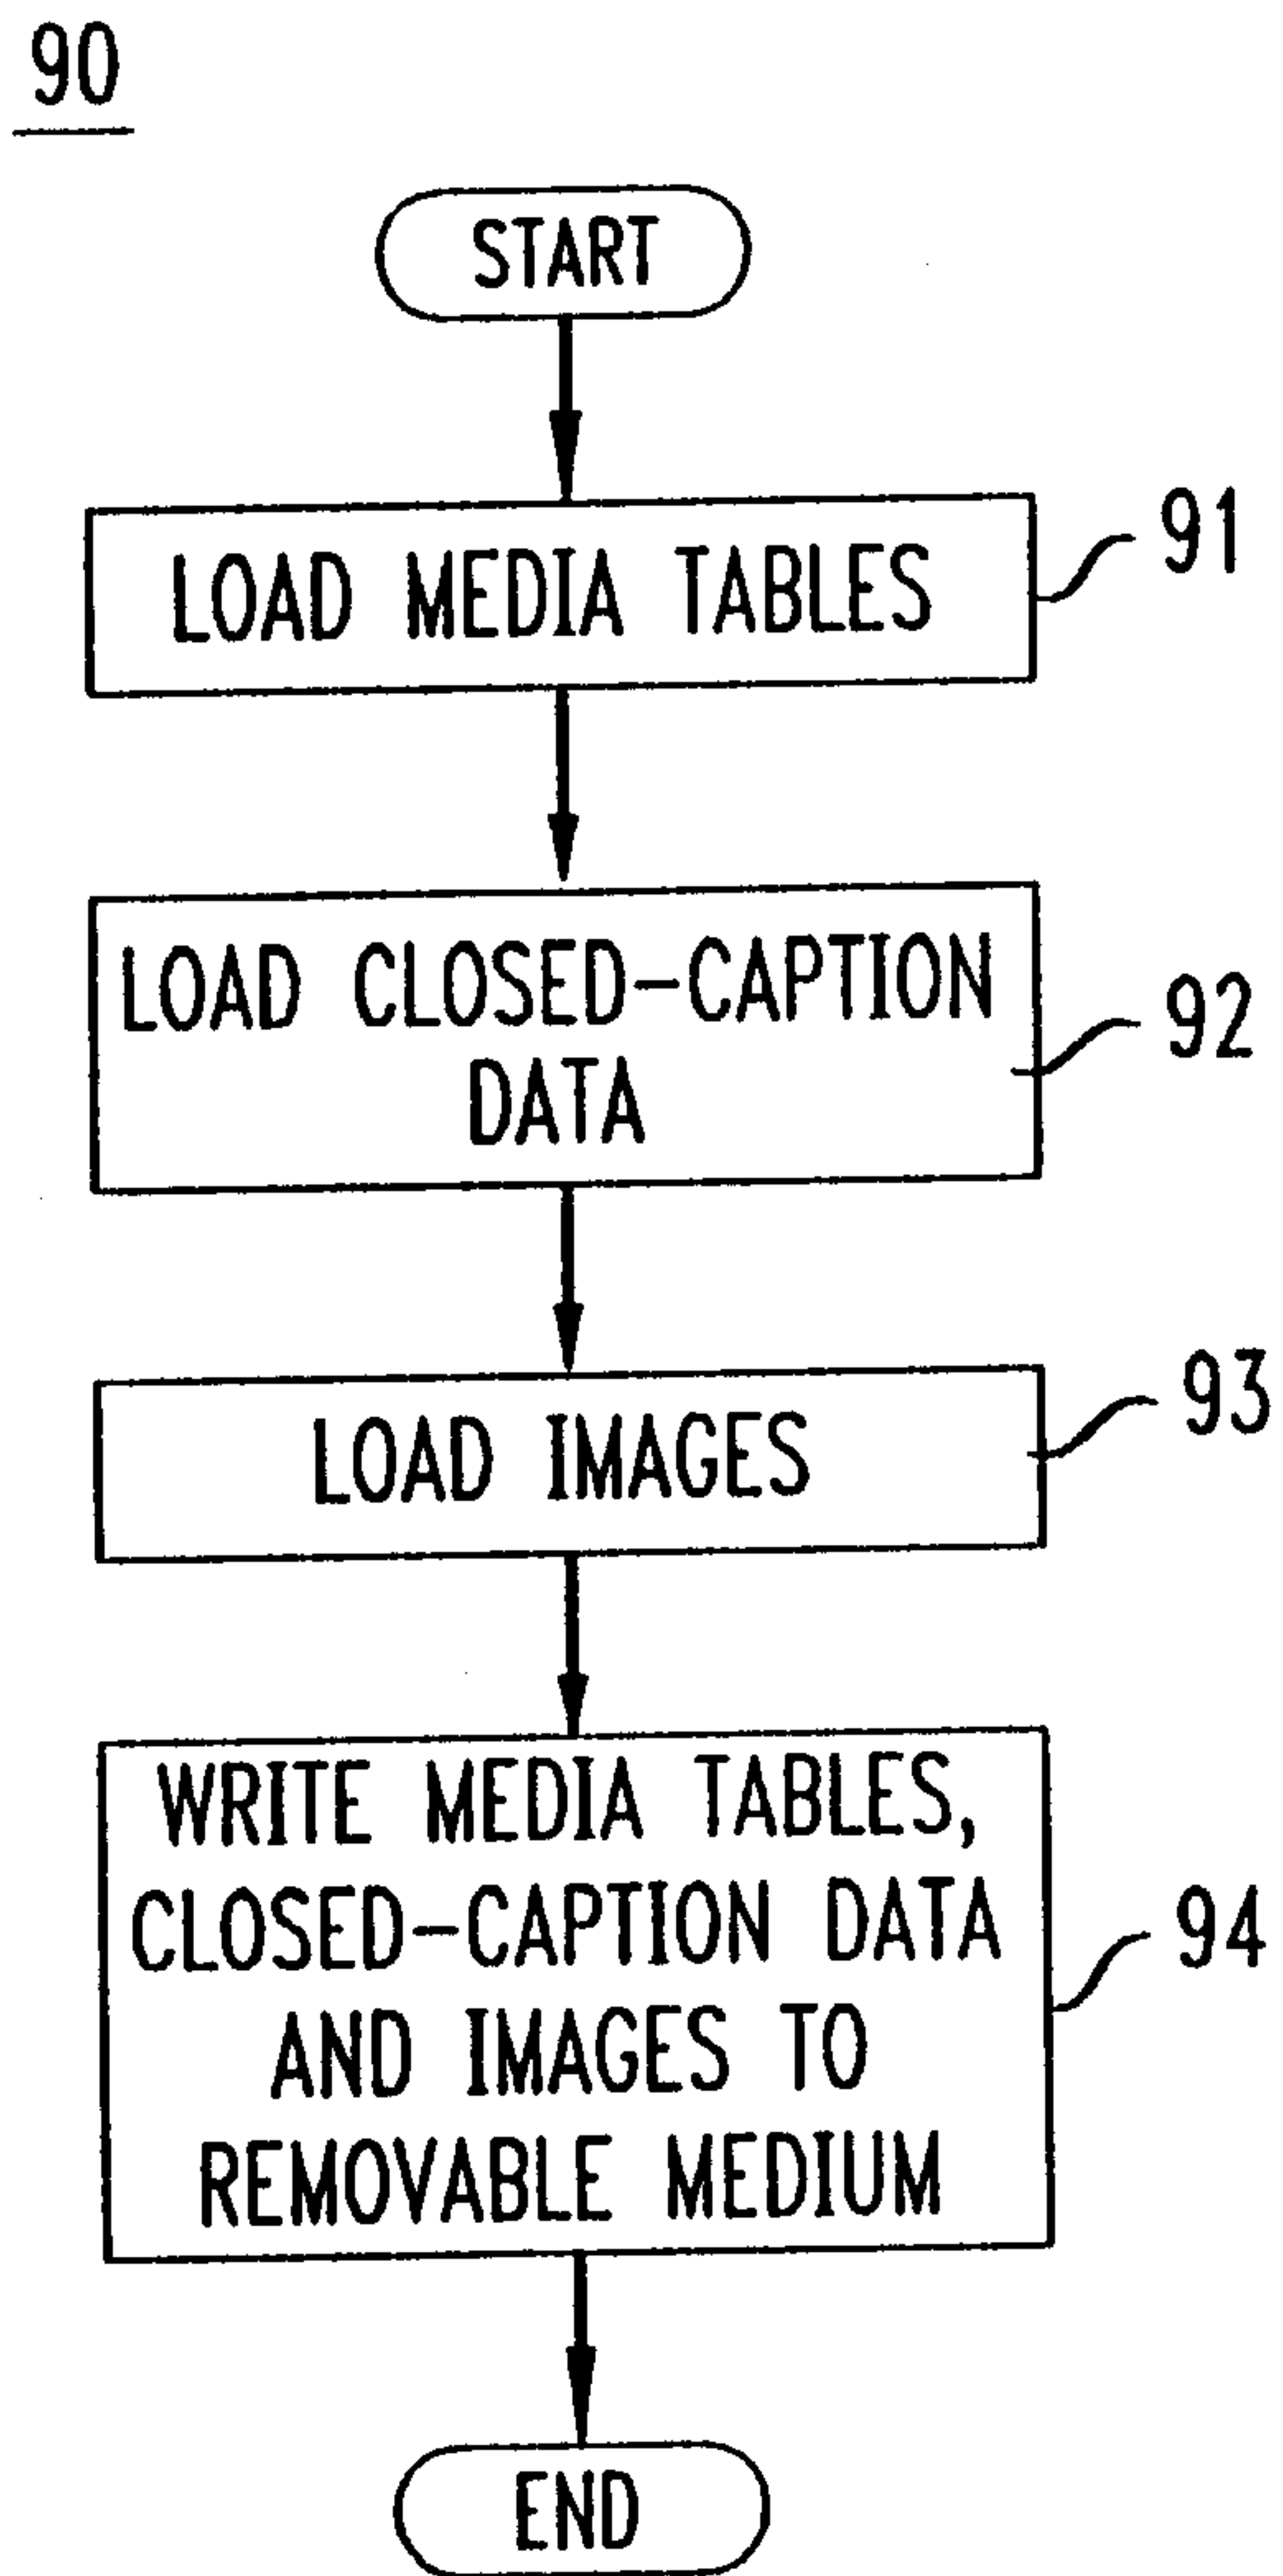 90
START
LOAD MEDIA TABLES
91
LOAD CLOSED-CAPTION
DATA
92
LOAD IMAGES
93
WRITE MEDIA TABLES,
CLOSED-CAPTION DATA
AND IMAGES TO
REMOVABLE MEDIUM
94
END